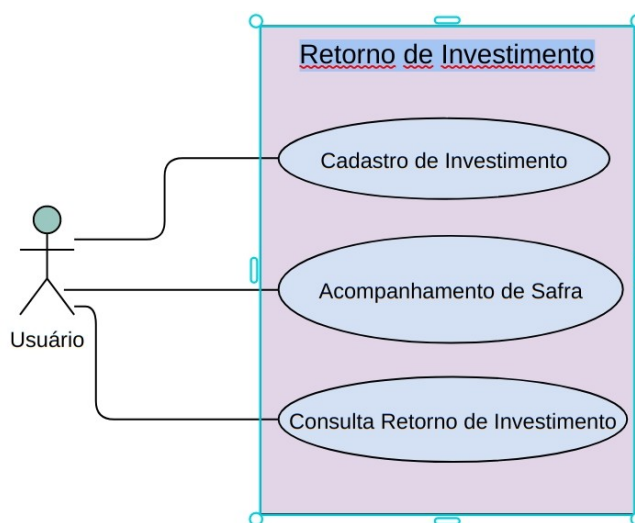 Retorno de Investimento
Cadastro de Investimento
Acompanhamento de Safra
Usuário
Consulta Retorno de Investimento